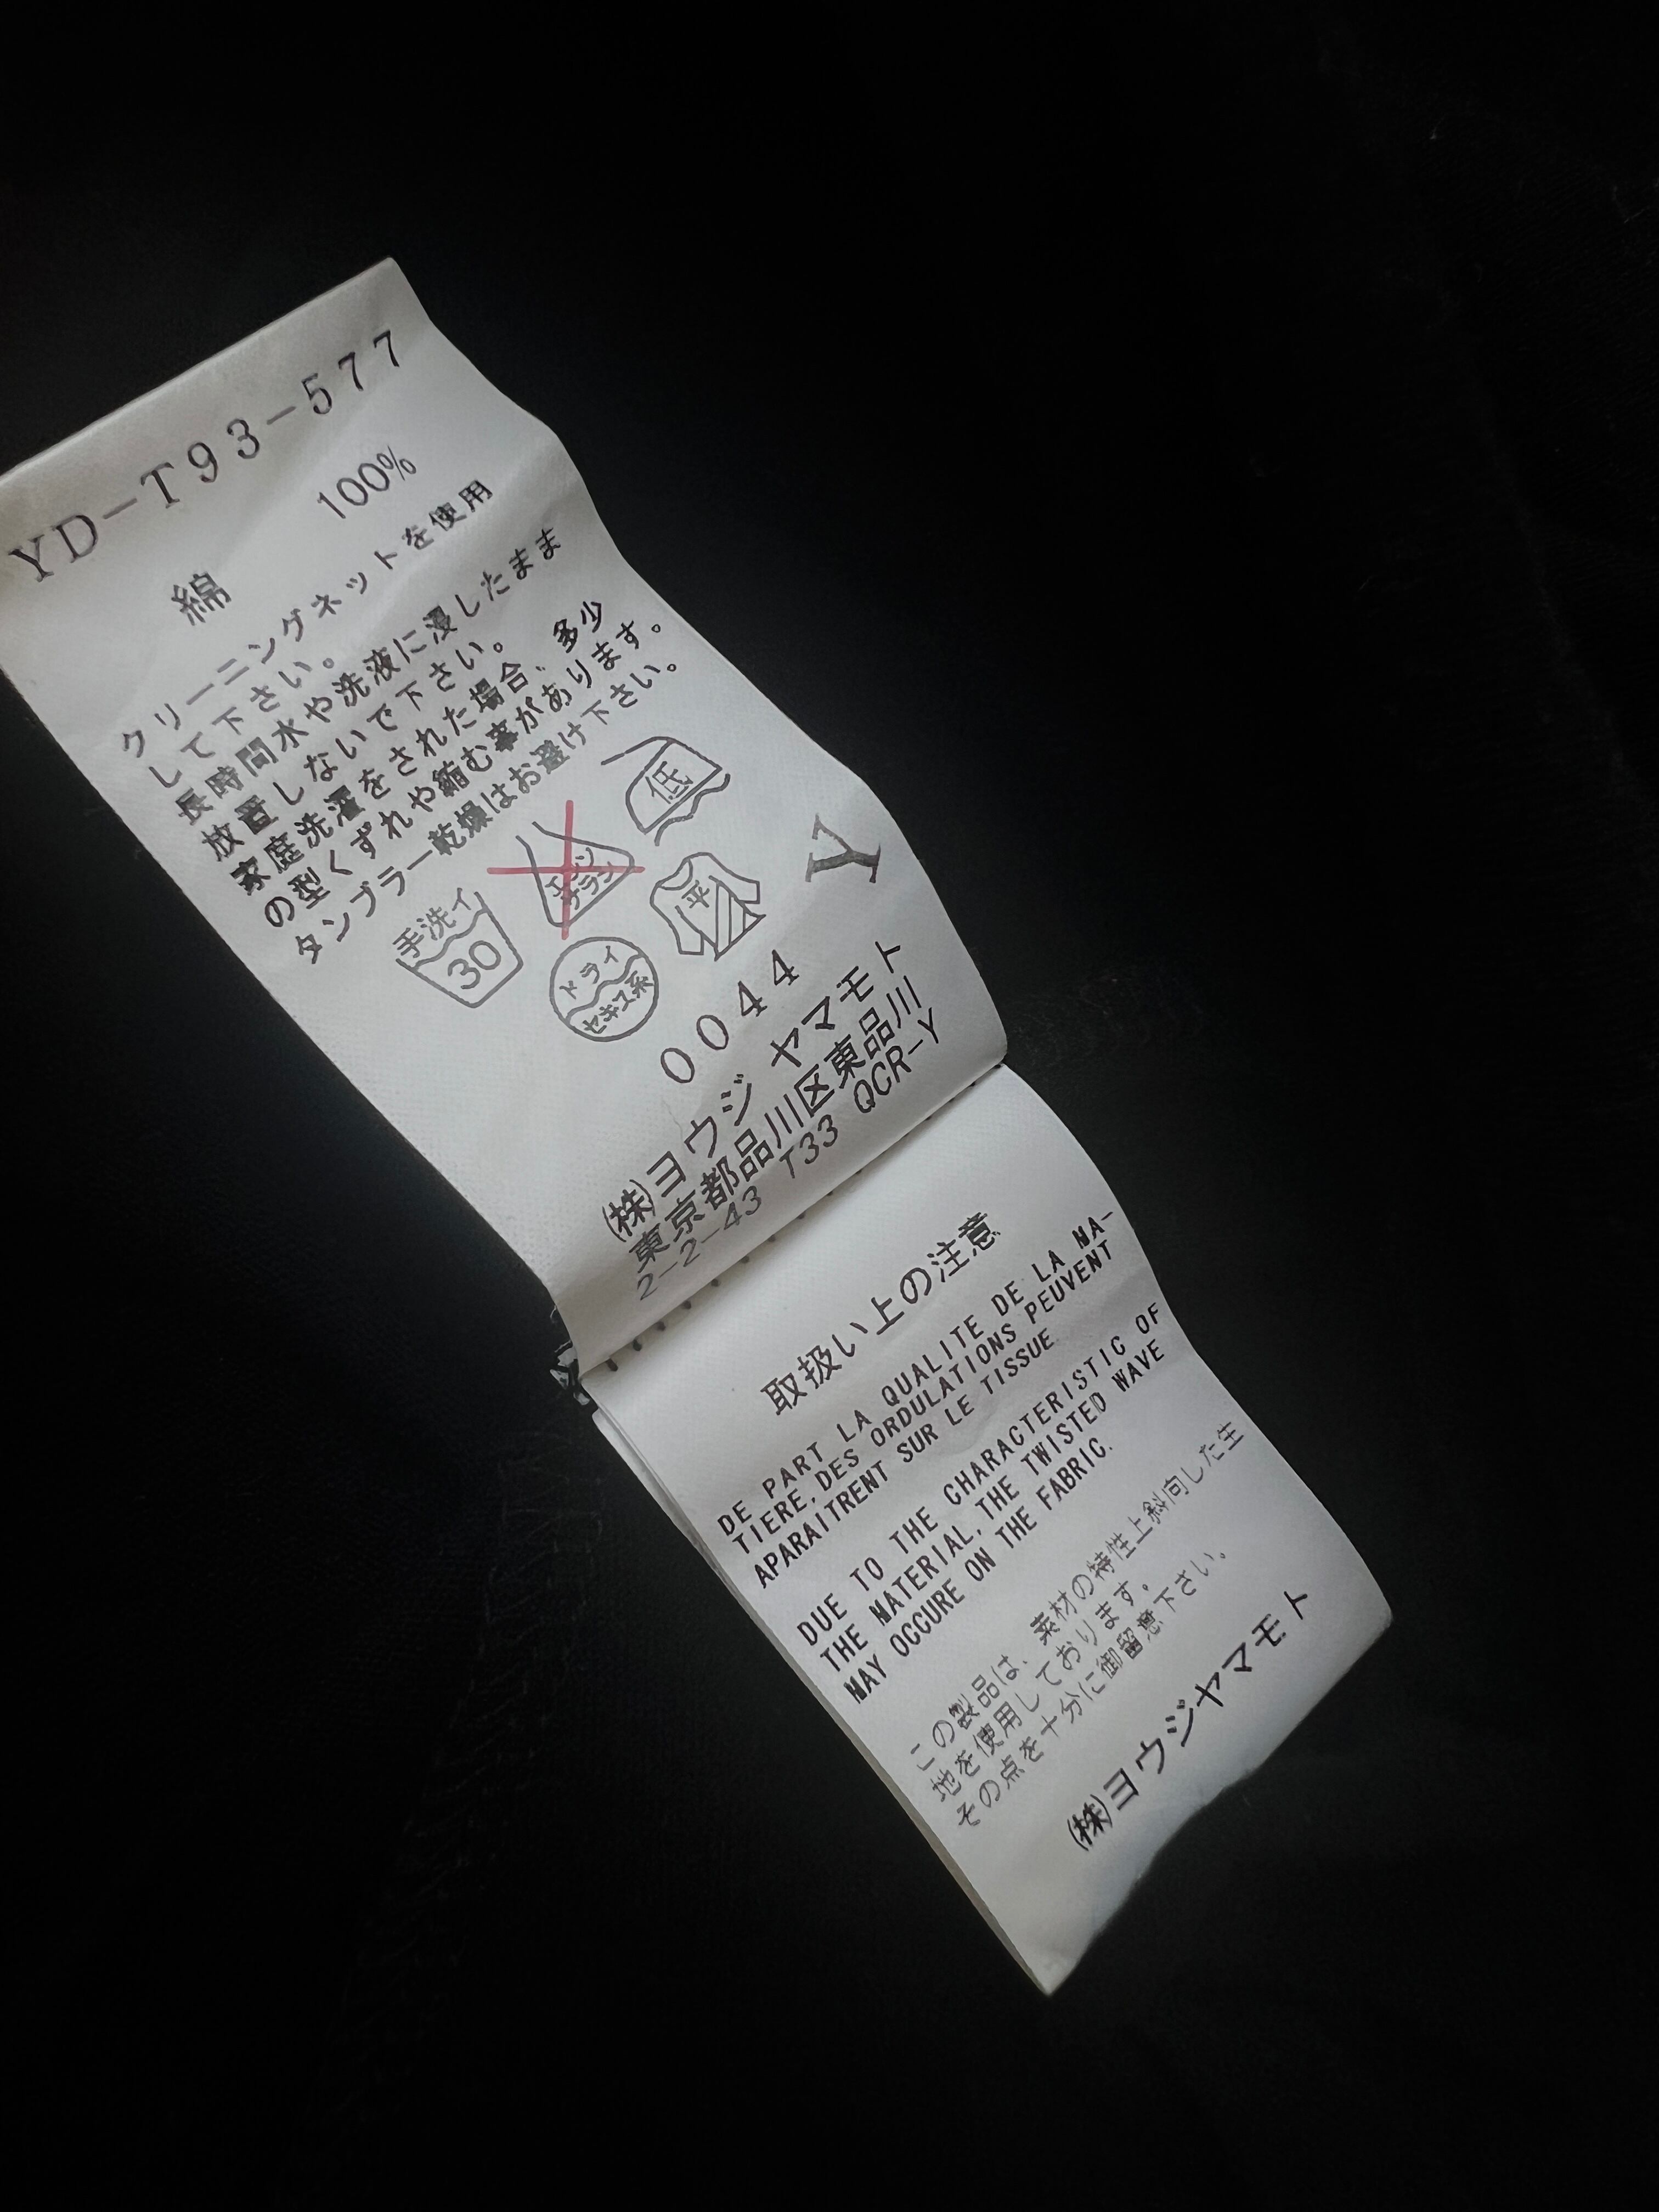 YD-T93-577
綿 100%
クリーニングネットを使用
して下さい。
長時間水や洗液に浸したまま
放置しないで下さい。
家庭洗濯をされた場合、多少
の型くずれや縮む事があります。
タンブラー乾燥はお避け下さい。
手洗イ
30
エンソ
サラシ
低
ドライ
セキユ系
平
Y
0044
(株)ヨウジ ヤマモト
東京都品川区東品川
2-2-43 T33 QCR-Y
取扱い上の注意
DE PART LA QUALITE DE LA MA-
TIERE,DES ORDULATIONS PEUVENT
APARAITRENT SUR LE TISSUE
DUE TO THE CHARACTERISTIC OF
THE MATERIAL,THE TWISTED WAVE
MAY OCCURE ON THE FABRIC.
この製品は、素材の特性上斜向した生
地を使用しております。
その点を十分に御留意下さい。
(株)ヨウジヤマモト